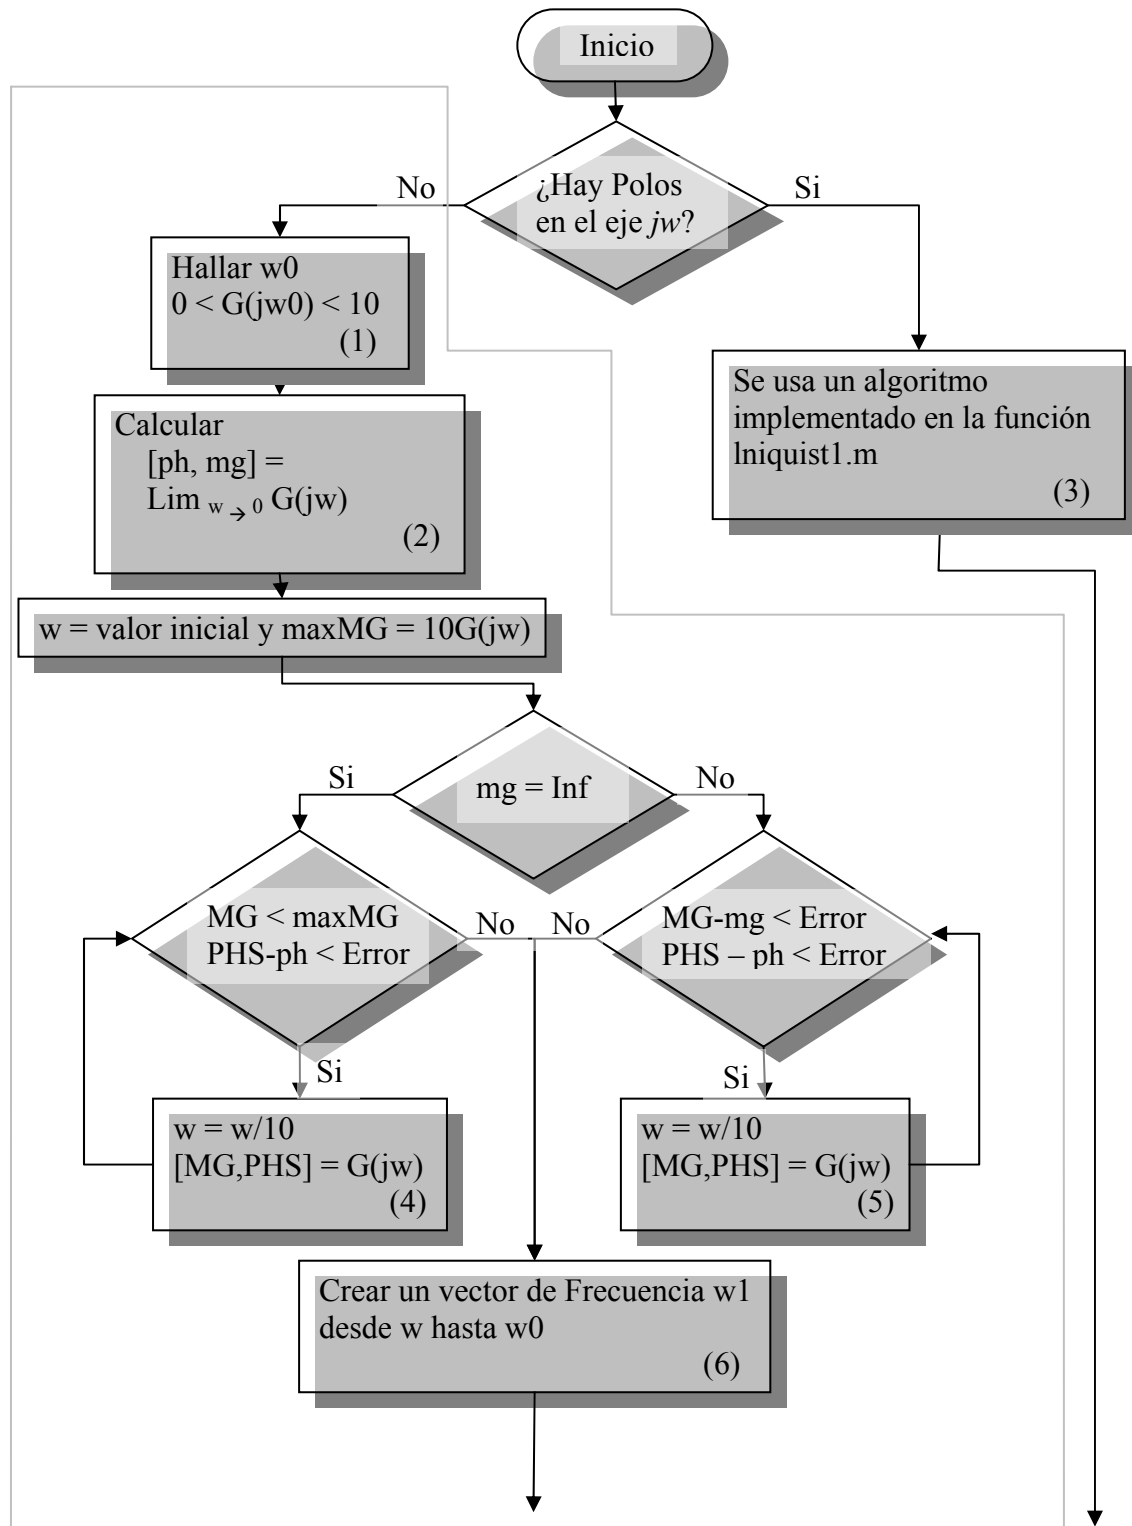 Inicio
¿Hay Polos
en el eje jw?
No
Si
Hallar w0
0 < G(jw0) < 10
(1)
Calcular
[ph, mg] =
Lim w → 0 G(jw)
(2)
Se usa un algoritmo
implementado en la función
lniquist1.m
(3)
w = valor inicial y maxMG = 10G(jw)
mg = Inf
Si
No
MG < maxMG
PHS-ph < Error
No
No
MG-mg < Error
PHS – ph < Error
Si
Si
w = w/10
[MG,PHS] = G(jw)
(4)
w = w/10
[MG,PHS] = G(jw)
(5)
Crear un vector de Frecuencia w1
desde w hasta w0
(6)